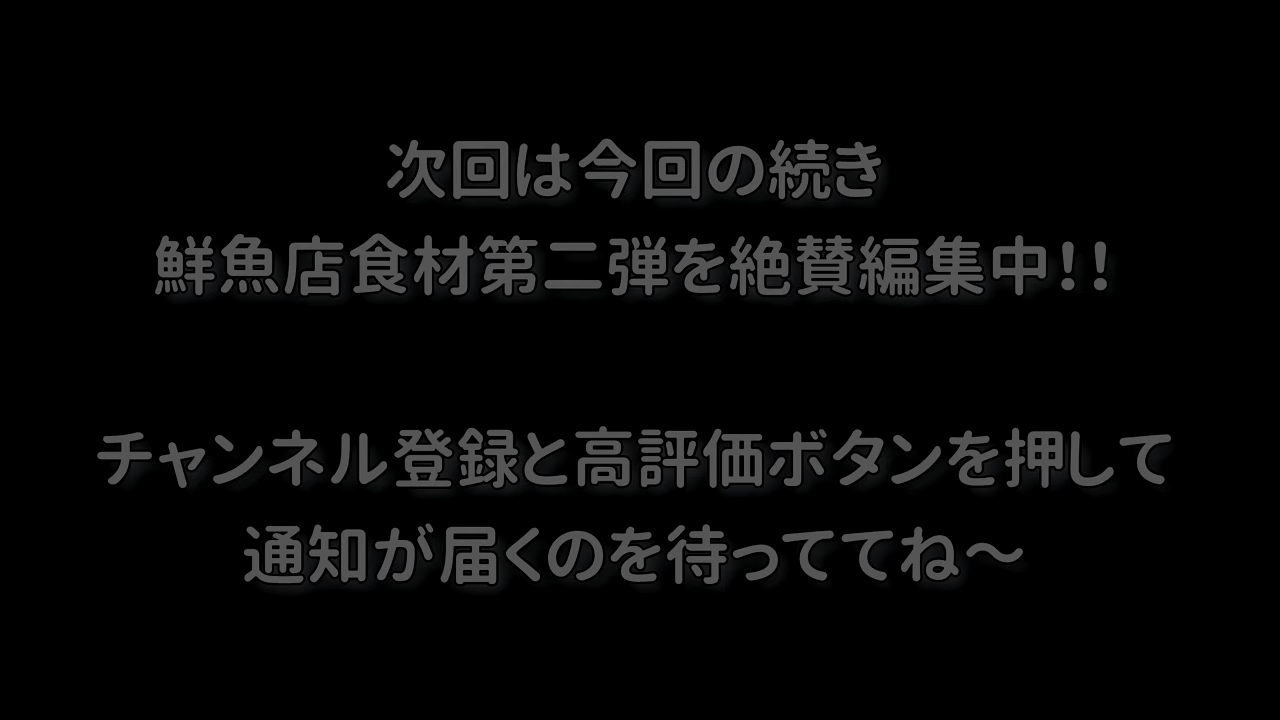 次回は今回の続き
鮮魚店食材第二弾を絶賛編集中！！
チャンネル登録と高評価ボタンを押して
通知が届くのを待っててね～